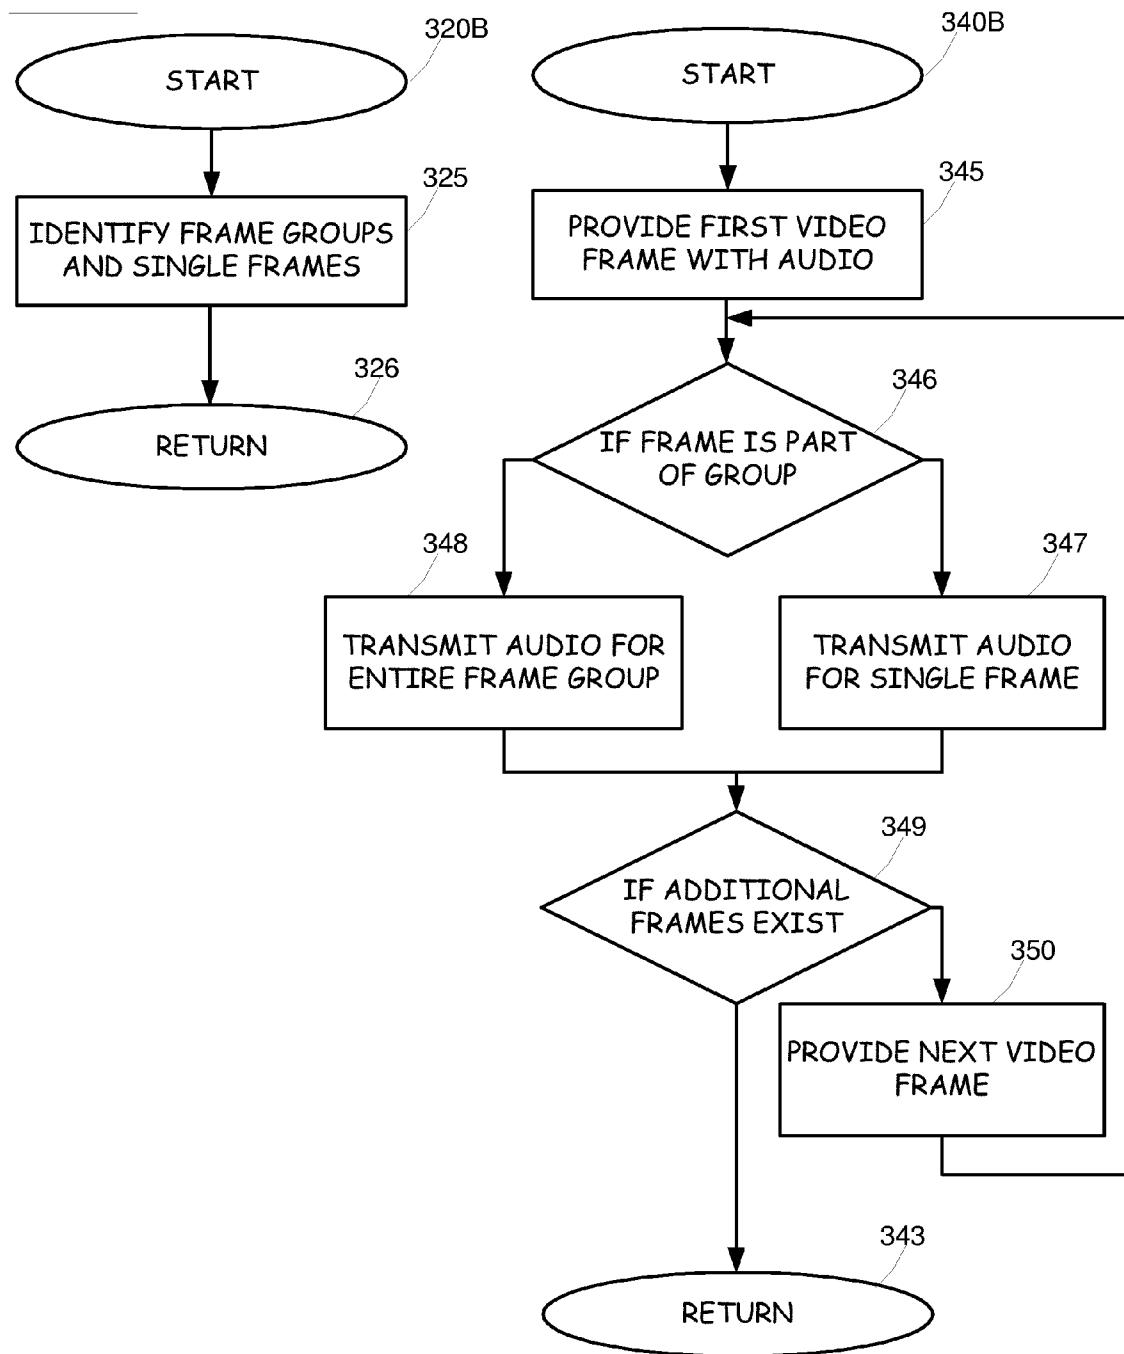 320B
START
325
IDENTIFY FRAME GROUPS
AND SINGLE FRAMES
326
RETURN
340B
START
345
PROVIDE FIRST VIDEO
FRAME WITH AUDIO
346
IF FRAME IS PART
OF GROUP
348
TRANSMIT AUDIO FOR
ENTIRE FRAME GROUP
347
TRANSMIT AUDIO
FOR SINGLE FRAME
349
IF ADDITIONAL
FRAMES EXIST
350
PROVIDE NEXT VIDEO
FRAME
343
RETURN